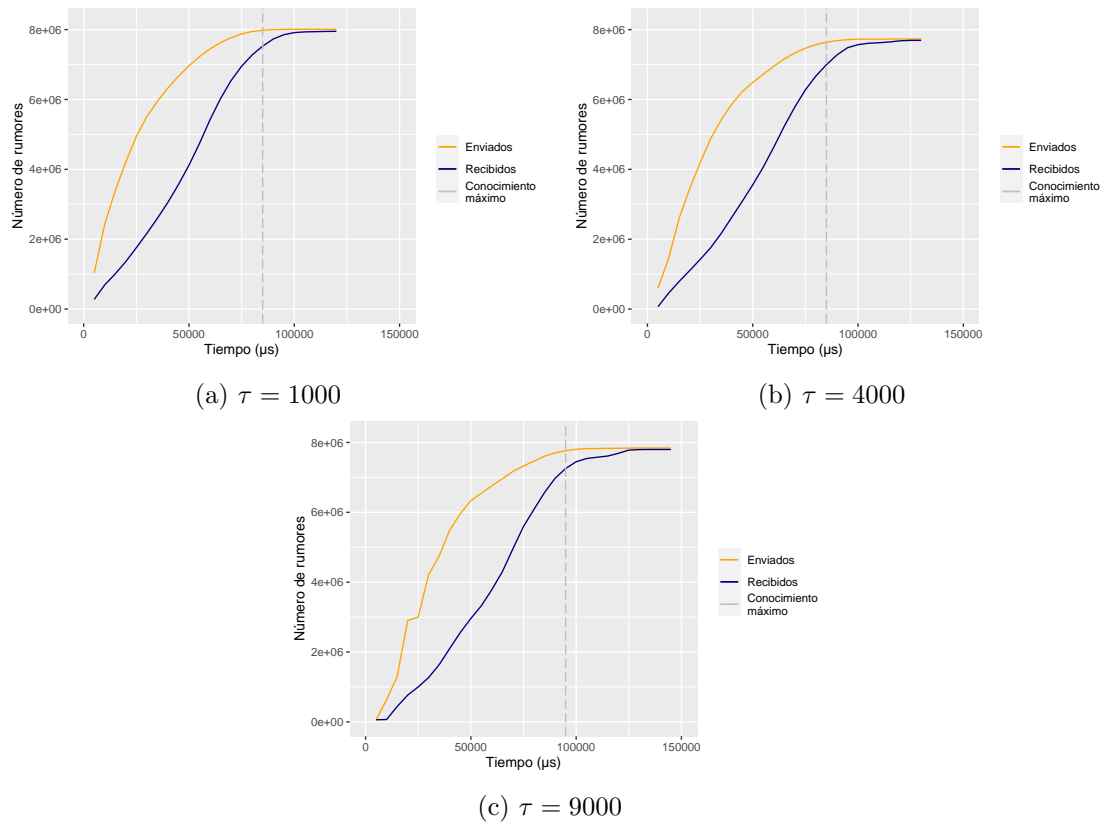 8e+06
6e+06
4e+06
2e+06
0e+00
Número de rumores
0
50000
100000
150000
Tiempo (μs)
Enviados
Recibidos
Conocimiento
máximo
(a) τ = 1000
8e+06
6e+06
4e+06
2e+06
0e+00
Número de rumores
0
50000
100000
150000
Tiempo (μs)
Enviados
Recibidos
Conocimiento
máximo
(b) τ = 4000
8e+06
6e+06
4e+06
2e+06
0e+00
Número de rumores
0
50000
100000
150000
Tiempo (μs)
Enviados
Recibidos
Conocimiento
máximo
(c) τ = 9000